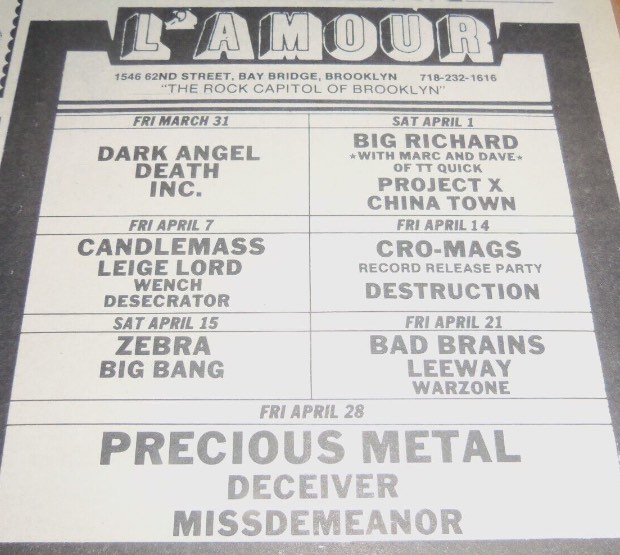 L'AMOUR
1546 62ND STREET, BAY BRIDGE, BROOKLYN 718-232-1616
"THE ROCK CAPITOL OF BROOKLYN"
FRI MARCH 31
DARK ANGEL
DEATH
INC.
SAT APRIL 1
BIG RICHARD
*WITH MARC AND DAVE*
OF TT QUICK
PROJECT X
CHINA TOWN
FRI APRIL 7
CANDLEMASS
LEIGE LORD
WENCH
DESECRATOR
FRI APRIL 14
CRO-MAGS
RECORD RELEASE PARTY
DESTRUCTION
SAT APRIL 15
ZEBRA
BIG BANG
FRI APRIL 21
BAD BRAINS
LEEWAY
WARZONE
FRI APRIL 28
PRECIOUS METAL
DECEIVER
MISSDEMEANOR